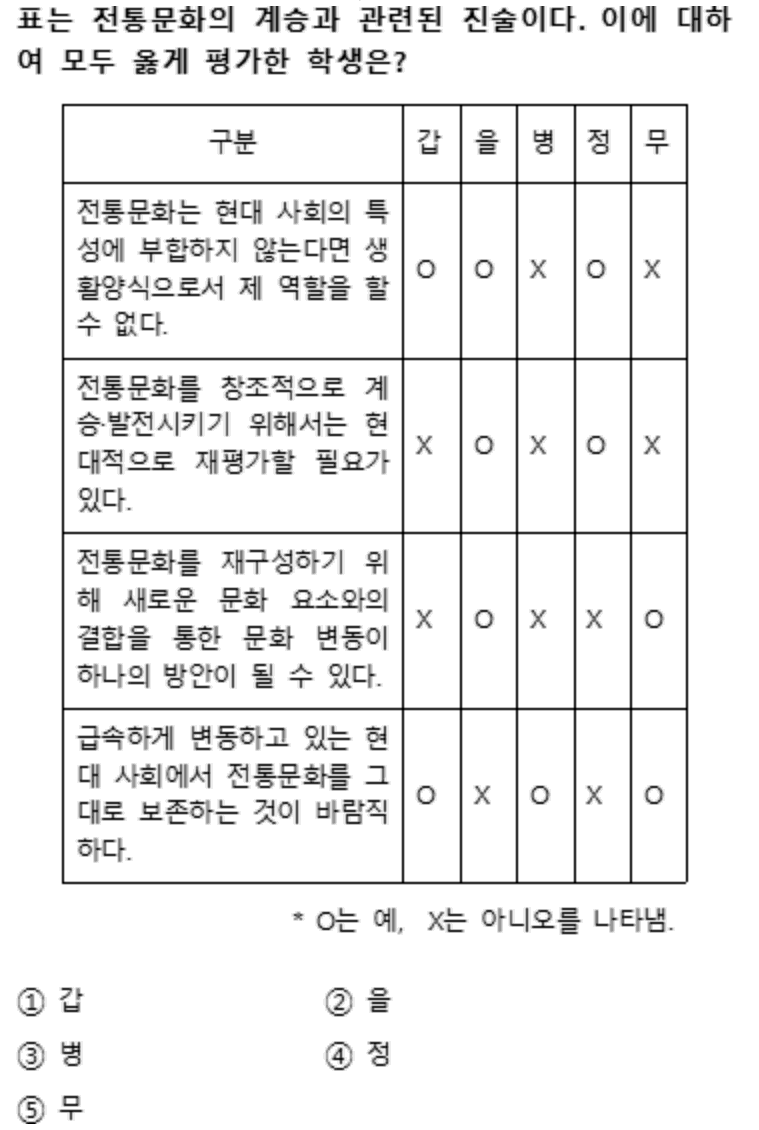 표는 전통문화의 계승과 관련된 진술이다. 이에 대하
여 모두 옳게 평가한 학생은?
구분 갑 을 병 정 무
전통문화는 현대 사회의 특
성에 부합하지 않는다면 생
활양식으로서 제 역할을 할
수 없다.
O O X O X
전통문화를 창조적으로 계
승·발전시키기 위해서는 현
대적으로 재평가할 필요가
있다.
X O X O X
전통문화를 재구성하기 위
해 새로운 문화 요소와의
결합을 통한 문화 변동이
하나의 방안이 될 수 있다.
X O X X O
급속하게 변동하고 있는 현
대 사회에서 전통문화를 그
대로 보존하는 것이 바람직
하다.
O X O X O
* O는 예, X는 아니오를 나타냄.
① 갑 ② 을
③ 병 ④ 정
⑤ 무